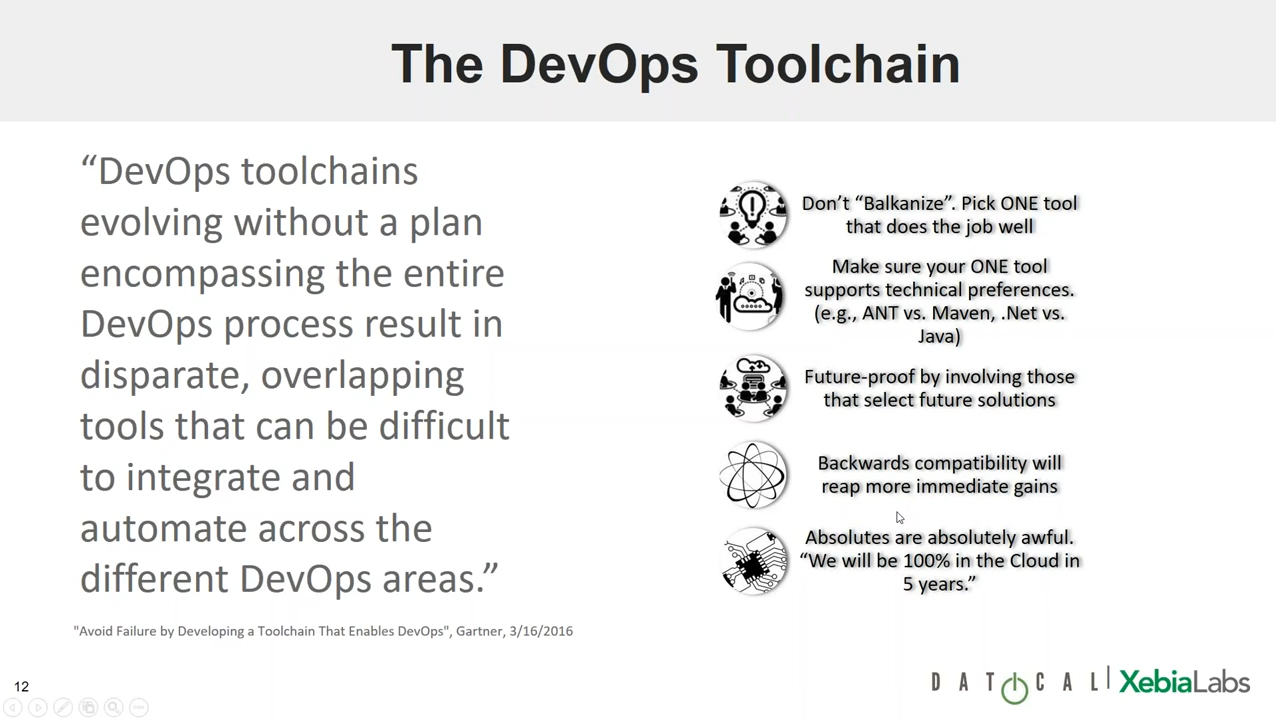 The DevOps Toolchain
“DevOps toolchains
evolving without a plan
encompassing the entire
DevOps process result in
disparate, overlapping
tools that can be difficult
to integrate and
automate across the
different DevOps areas.”
"Avoid Failure by Developing a Toolchain That Enables DevOps", Gartner, 3/16/2016
Don’t “Balkanize”. Pick ONE tool
that does the job well
Make sure your ONE tool
supports technical preferences.
(e.g., ANT vs. Maven, .Net vs.
Java)
Future-proof by involving those
that select future solutions
Backwards compatibility will
reap more immediate gains
Absolutes are absolutely awful.
“We will be 100% in the Cloud in
5 years.”
12
DATICAL | XebiaLabs